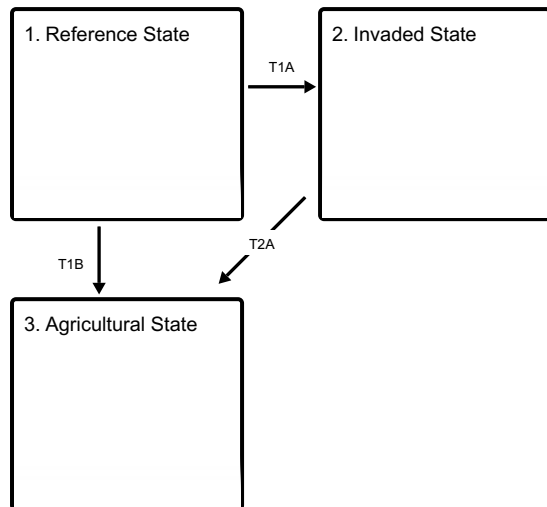 1. Reference State
2. Invaded State
T1A
T1B
T2A
3. Agricultural State